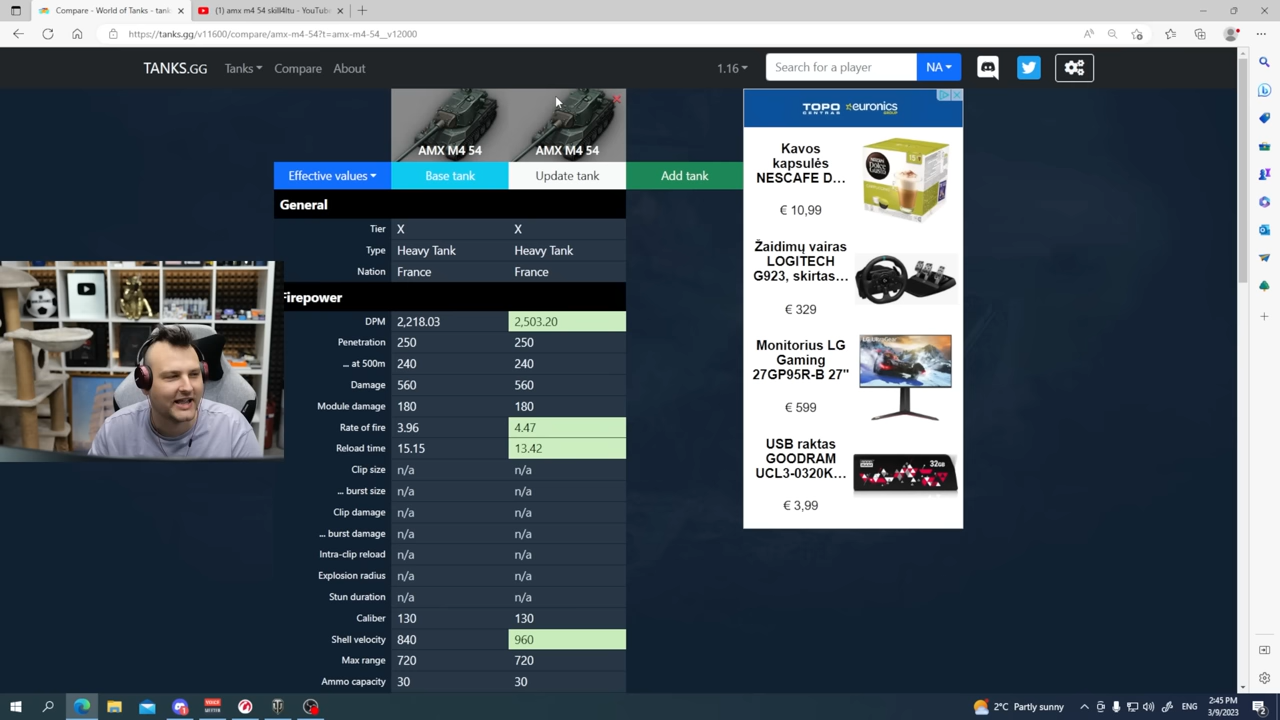 Compare - World of Tanks - tank
(1) amx m4 54 skill4ltu - YouTube
https://tanks.gg/v11600/compare/amx-m4-54?t=amx-m4-54__v12000
TANKS.GG Tanks Compare About 1.16 Search for a player NA
AMX M4 54 AMX M4 54
Effective values Base tank Update tank Add tank
General
Tier X X
Type Heavy Tank Heavy Tank
Nation France France
Firepower
DPM 2,218.03 2,503.20
Penetration 250 250
... at 500m 240 240
Damage 560 560
Module damage 180 180
Rate of fire 3.96 4.47
Reload time 15.15 13.42
Clip size n/a n/a
... burst size n/a n/a
Clip damage n/a n/a
... burst damage n/a n/a
Intra-clip reload n/a n/a
Explosion radius n/a n/a
Stun duration n/a n/a
Caliber 130 130
Shell velocity 840 960
Max range 720 720
Ammo capacity 30 30
TOPO CENTRAS euronics
Kavos
kapsulės
NESCAFE D...
€ 10,99
Žaidimų vairas
LOGITECH
G923, skirtas...
€ 329
Monitorius LG
Gaming
27GP95R-B 27"
€ 599
USB raktas
GOODRAM
UCL3-0320K...
€ 3,99
32GB
2°C Partly sunny
ENG
2:45 PM
3/9/2023
2